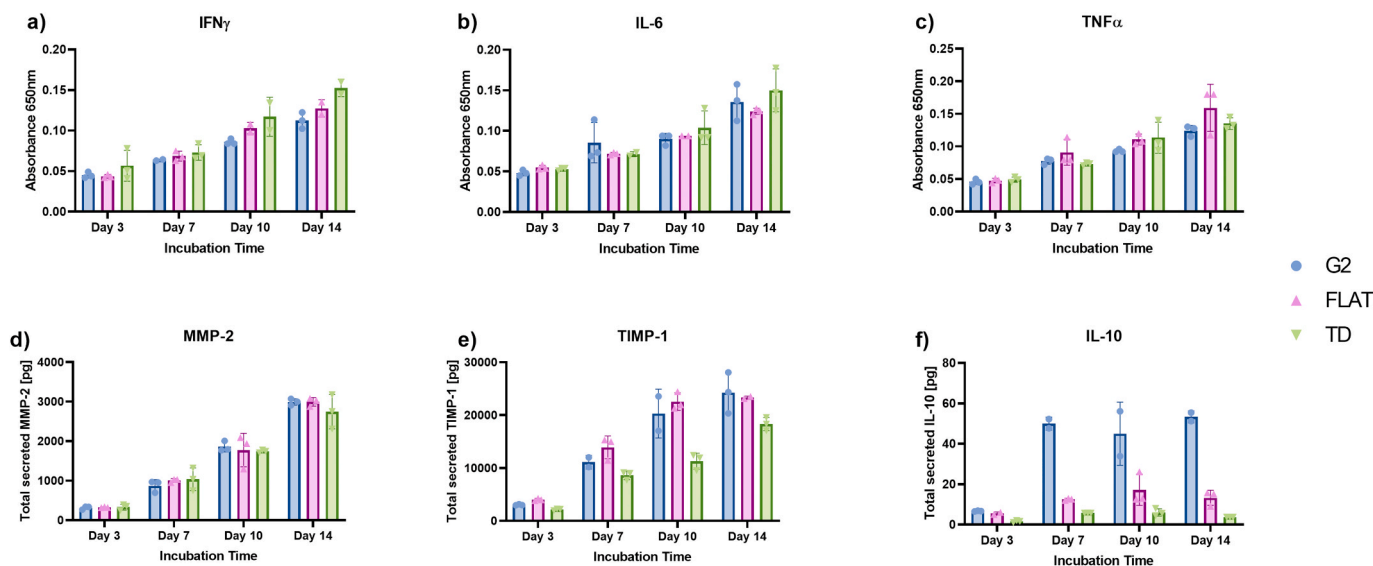 a) IFNγ
Absorbance 650nm
0.20
0.15
0.10
0.05
0.00
Day 3 Day 7 Day 10 Day 14
Incubation Time
b) IL-6
Absorbance 650nm
0.20
0.15
0.10
0.05
0.00
Day 3 Day 7 Day 10 Day 14
Incubation Time
c) TNFα
Absorbance 650nm
0.25
0.20
0.15
0.10
0.05
0.00
Day 3 Day 7 Day 10 Day 14
Incubation Time
G2
FLAT
TD
d) MMP-2
Total secreted MMP-2 [pg]
4000
3000
2000
1000
0
Day 3 Day 7 Day 10 Day 14
Incubation Time
e) TIMP-1
Total secreted TIMP-1 [pg]
30000
20000
10000
0
Day 3 Day 7 Day 10 Day 14
Incubation Time
f) IL-10
Total secreted IL-10 [pg]
80
60
40
20
0
Day 3 Day 7 Day 10 Day 14
Incubation Time